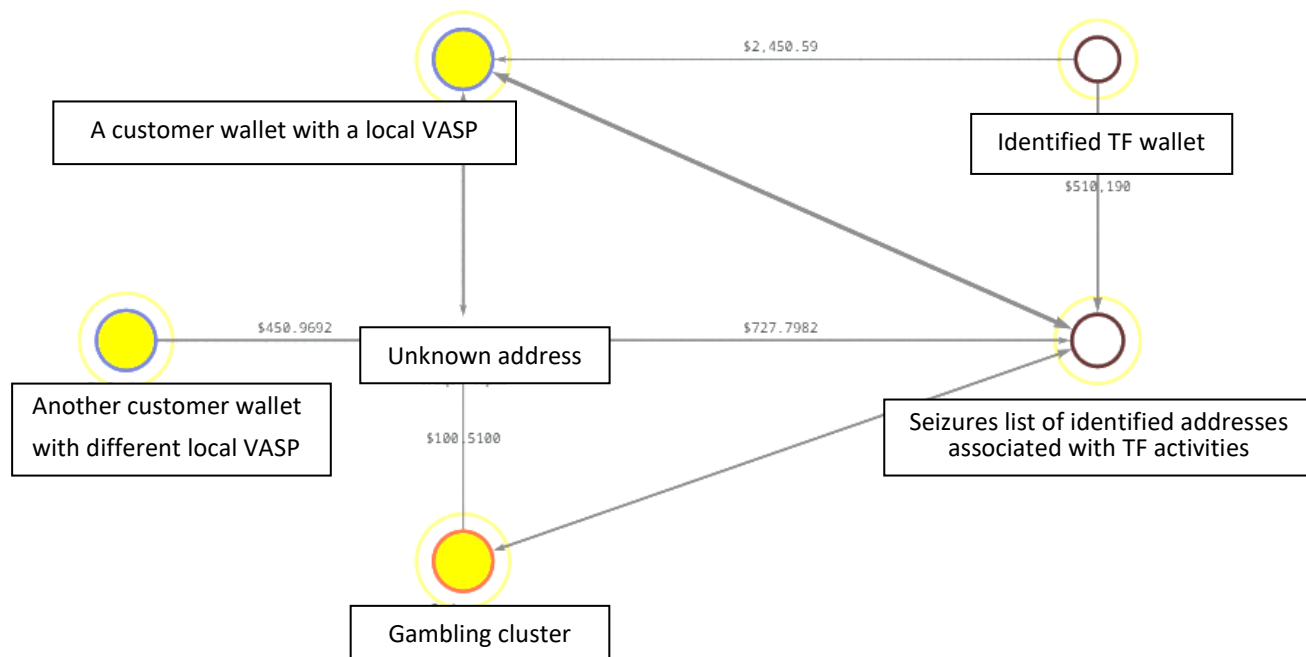 $2,450.59
A customer wallet with a local VASP
Identified TF wallet
$510,190
$450.9692
$727.7982
Unknown address
Another customer wallet
with different local VASP
Seizures list of identified addresses
associated with TF activities
$100.5100
Gambling cluster